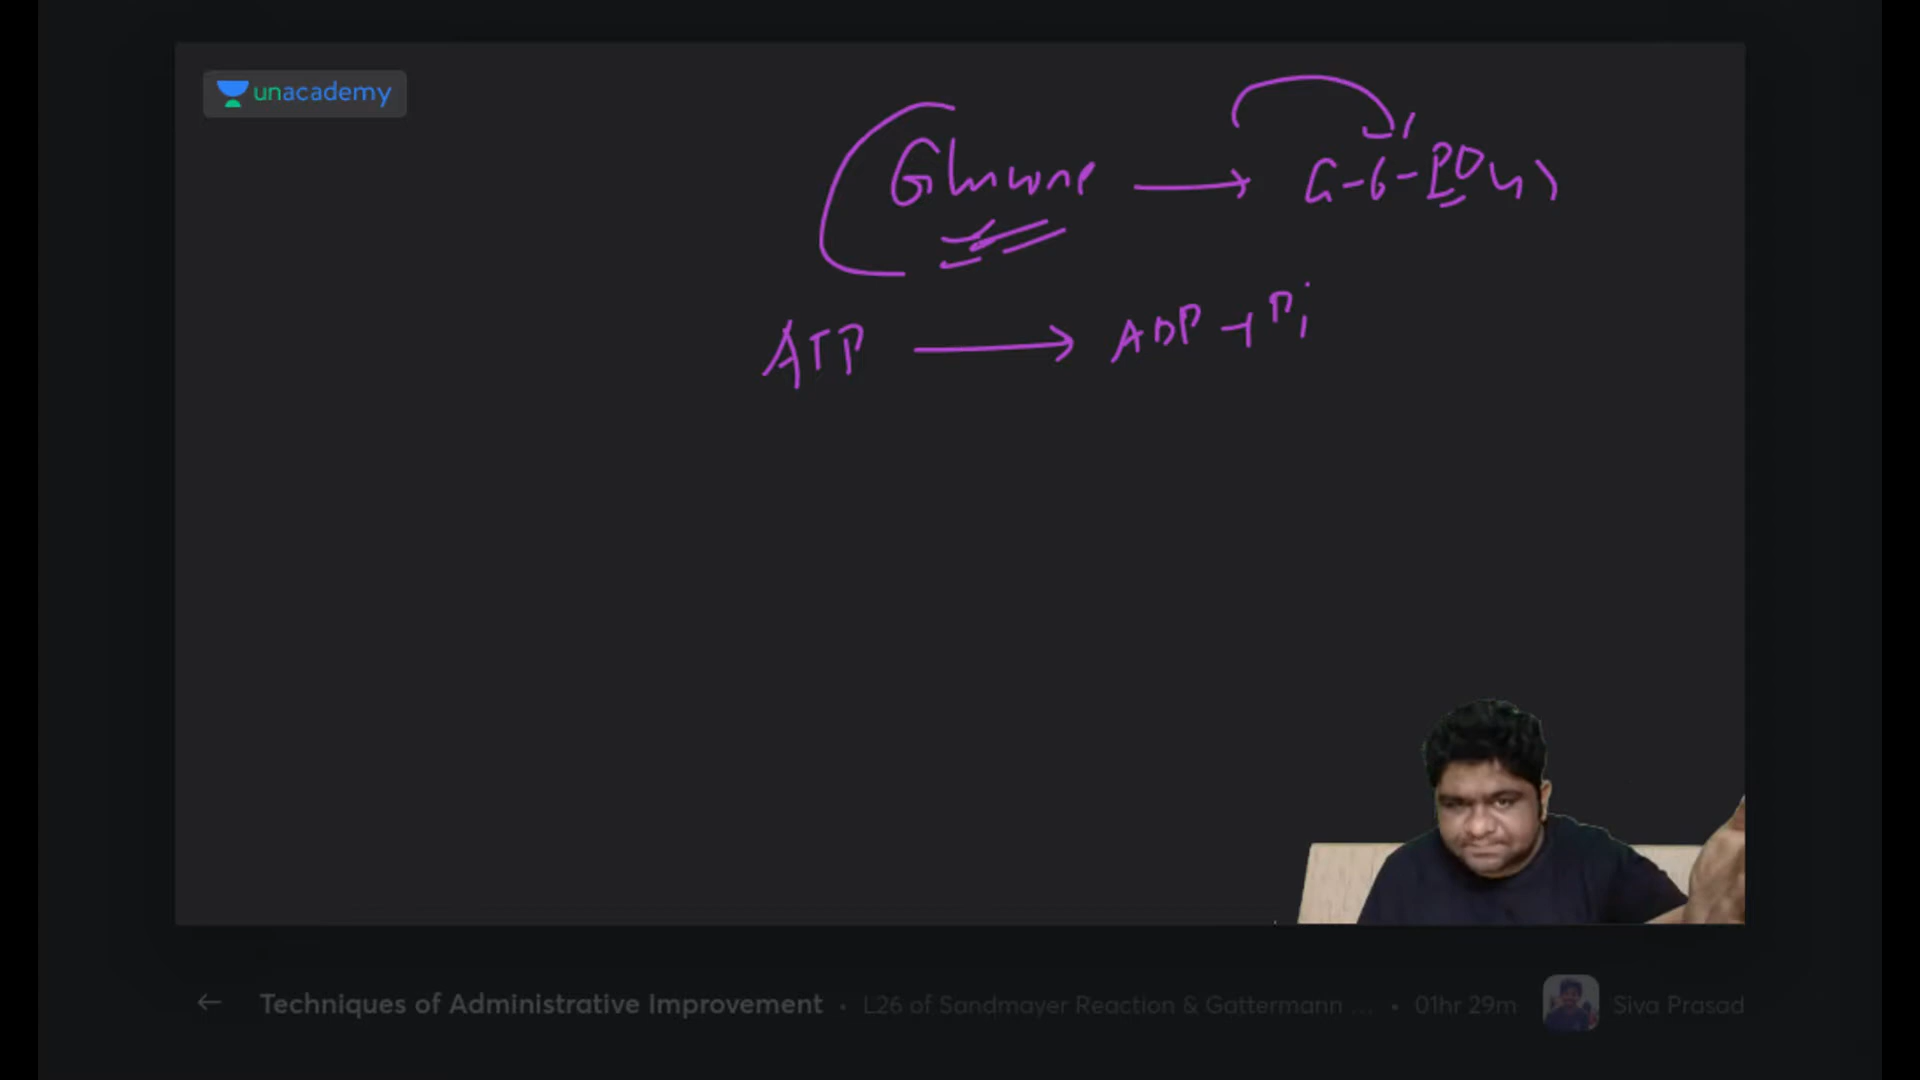 unacademy
Glucose → G-6-PO4)
ATP → ADP + Pi
Techniques of Administrative Improvement • L26 of Sandmayer Reaction & Gattermann ... • 01hr 29m Siva Prasad